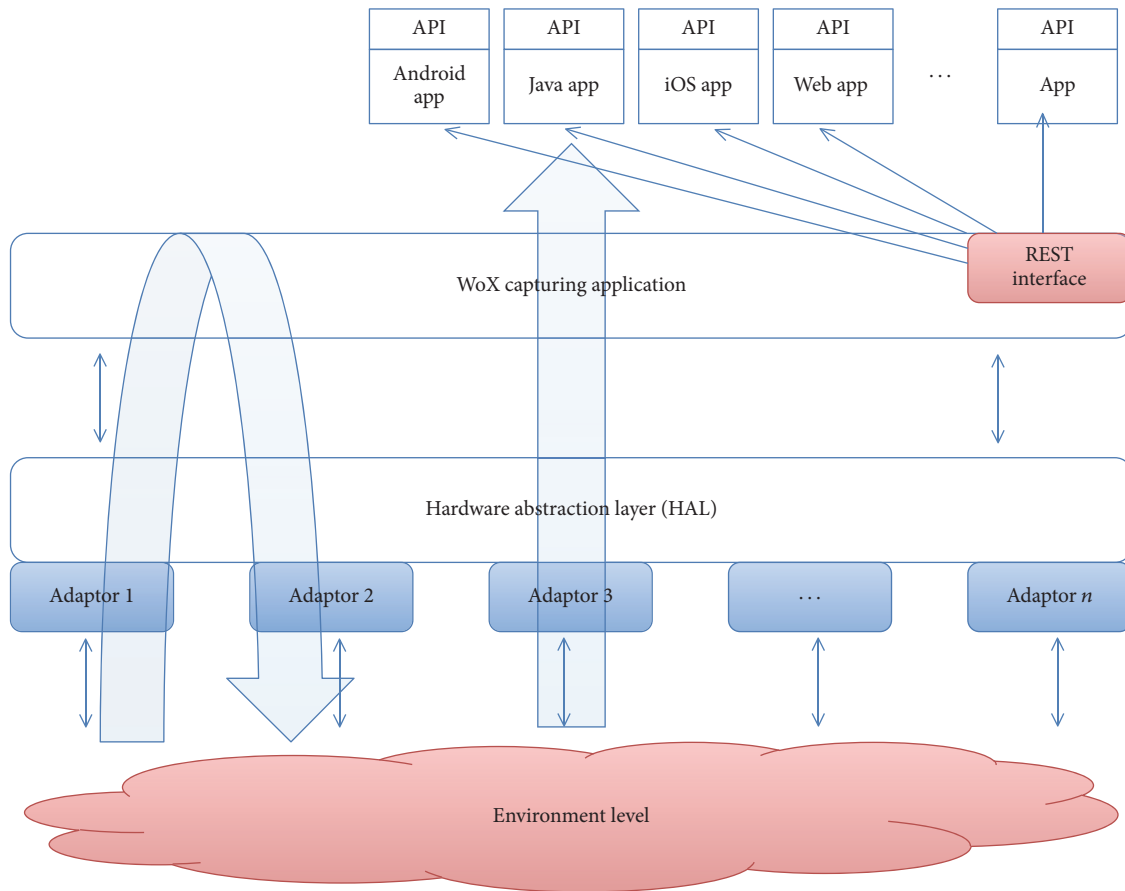 API
API
API
API
API
Android
app
Java app
iOS app
Web app
...
App
REST
interface
WoX capturing application
Hardware abstraction layer (HAL)
Adaptor 1
Adaptor 2
Adaptor 3
...
Adaptor n
Environment level